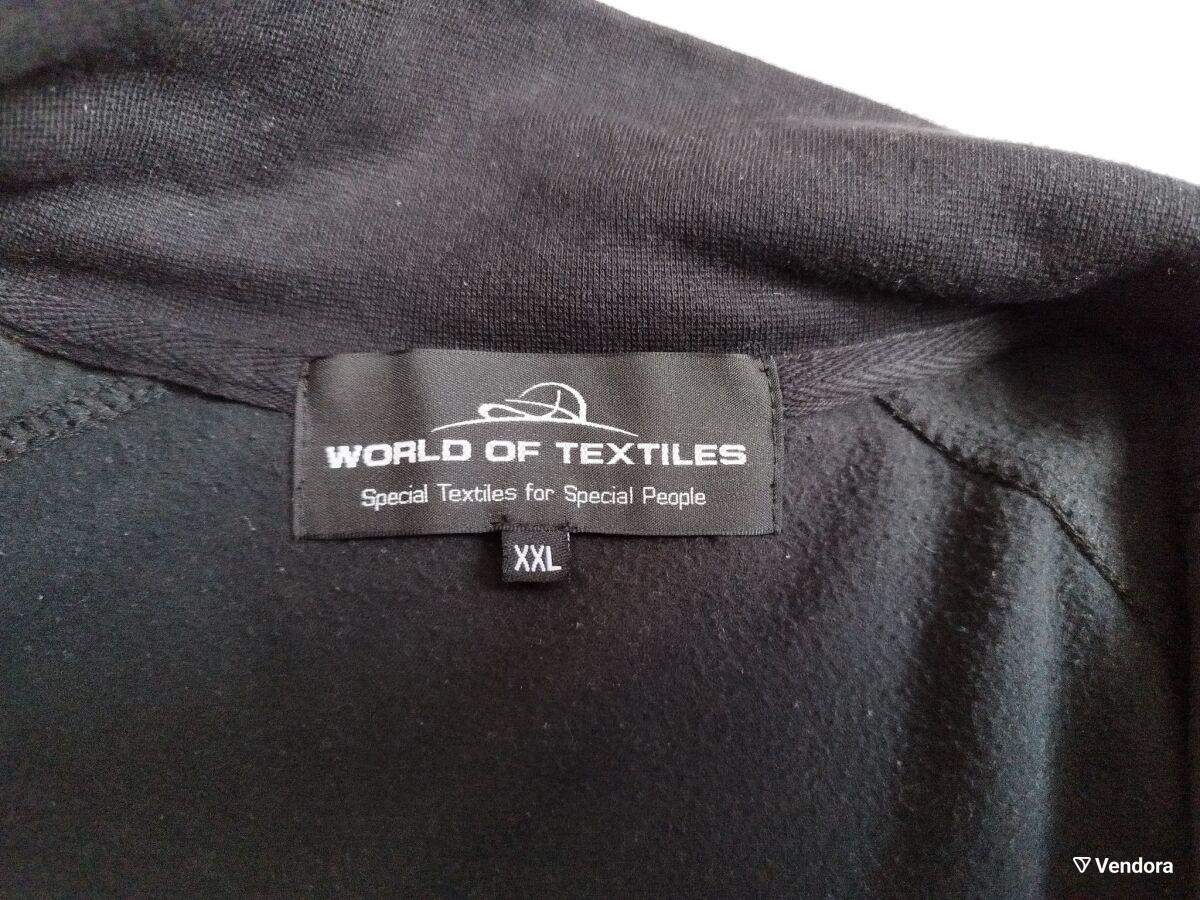 WORLD OF TEXTILES
Special Textiles for Special People
XXL
Vendora